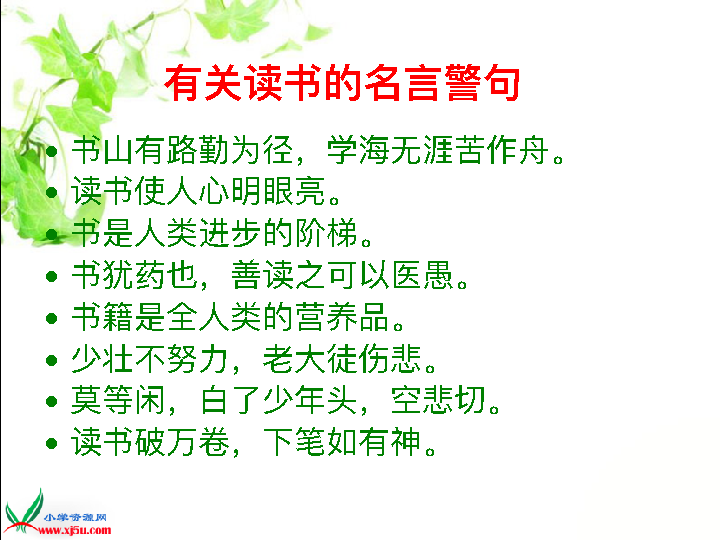 有关读书的名言警句
• 书山有路勤为径，学海无涯苦作舟。
• 读书使人心明眼亮。
• 书是人类进步的阶梯。
• 书犹药也，善读之可以医愚。
• 书籍是全人类的营养品。
• 少壮不努力，老大徒伤悲。
• 莫等闲，白了少年头，空悲切。
• 读书破万卷，下笔如有神。
小学资源网
www.xj5u.com